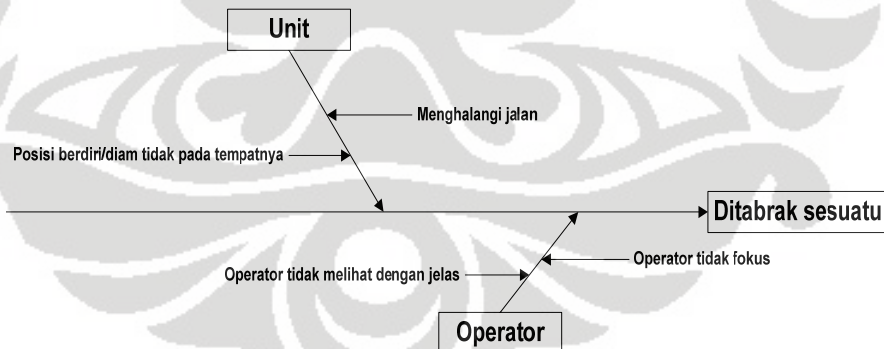 Unit
Menghalangi jalan
Posisi berdiri/diam tidak pada tempatnya
Ditabrak sesuatu
Operator tidak fokus
Operator tidak melihat dengan jelas
Operator